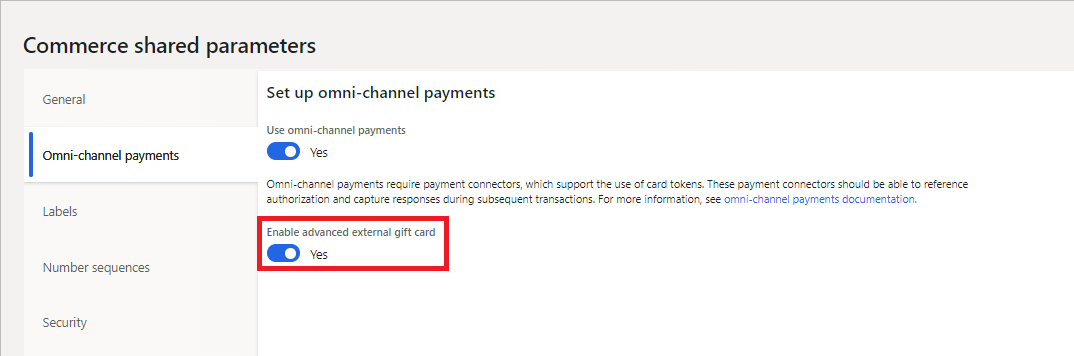 Commerce shared parameters
General
Omni-channel payments
Labels
Number sequences
Security
Set up omni-channel payments
Use omni-channel payments
Yes
Omni-channel payments require payment connectors, which support the use of card tokens. These payment connectors should be able to reference
authorization and capture responses during subsequent transactions. For more information, see omni-channel payments documentation.
Enable advanced external gift card
Yes